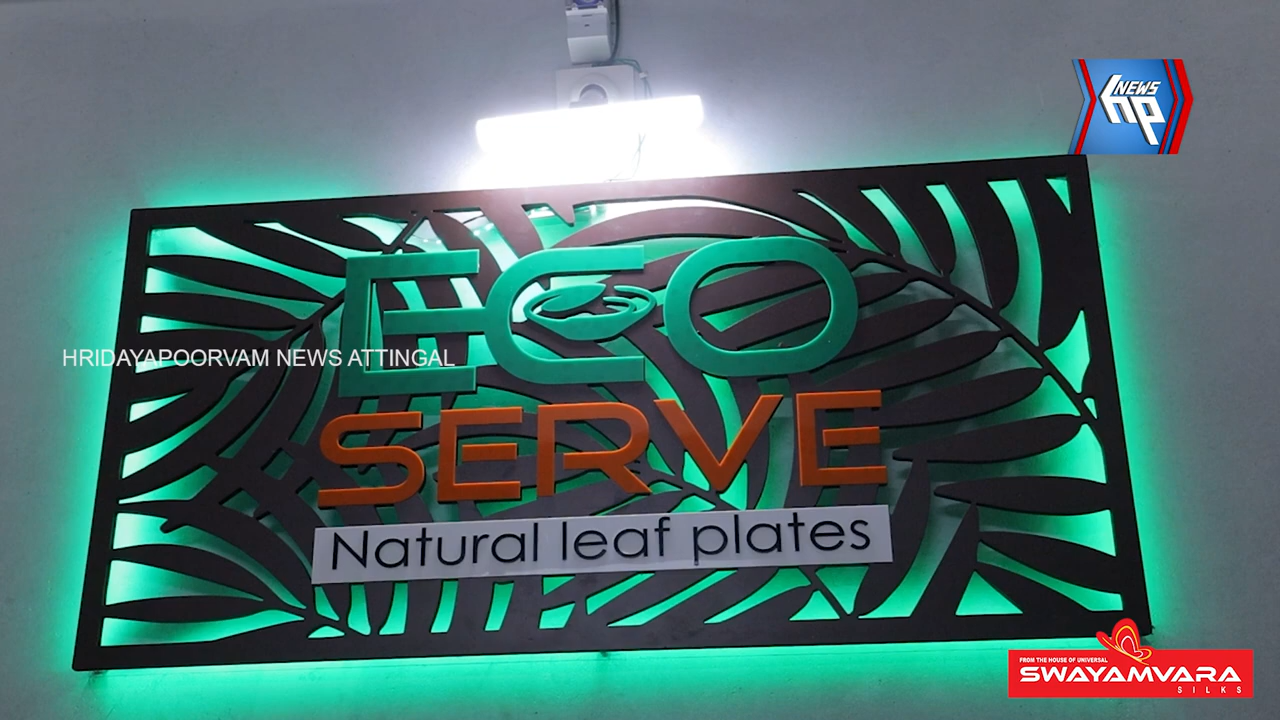 NEWS
hp
ECO
HRIDAYAPOORVAM NEWS ATTINGAL
SERVE
Natural leaf plates
FROM THE HOUSE OF UNIVERSAL
SWAYAMVARA
SILKS